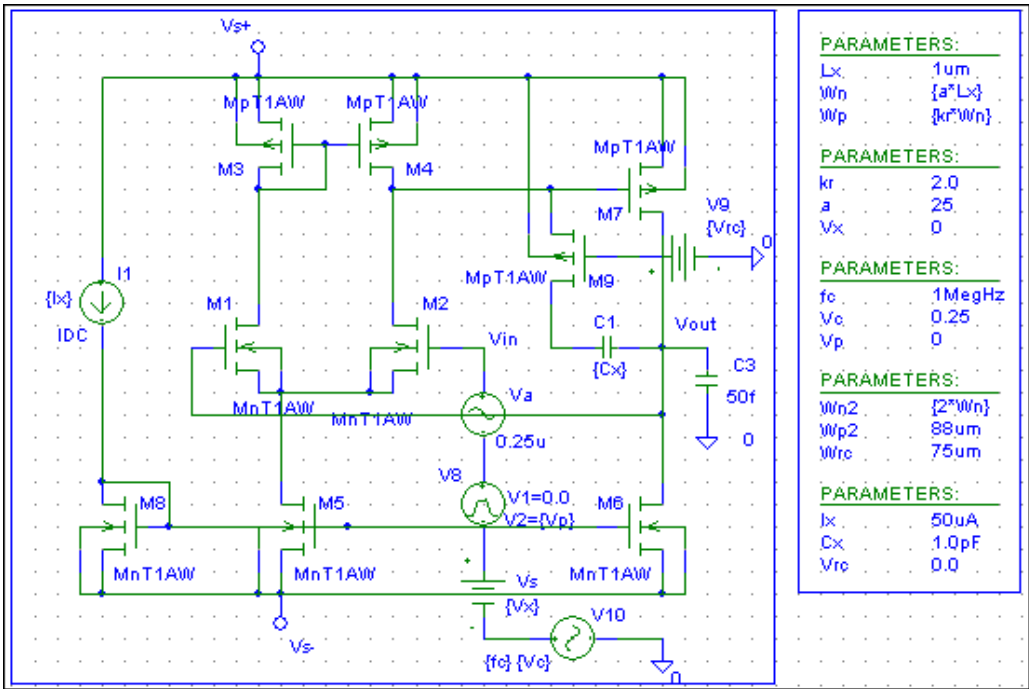 Vs+
MpT1AW
MpT1AW
M3
M4
MpT1AW
M7
V9
{Vrc}
0
MpT1AW
M9
I1
{Ix}
IDC
M1
M2
Vin
C1
{Cx}
Vout
C3
50f
0
MnT1AW
MnT1AW
Va
0.25u
V8
V1=0.0
V2={Vp}
M8
M5
M6
MnT1AW
MnT1AW
MnT1AW
Vs
{Vx}
V10
{fc} {Vc}
0
Vs-
PARAMETERS:
Lx 1um
Wn {a*Lx}
Wp {kr*Wn}
PARAMETERS:
kr 2.0
a 25
Vx 0
PARAMETERS:
fc 1MegHz
Vc 0.25
Vp 0
PARAMETERS:
Wn2 {2*Wn}
Wp2 88um
Wrc 75um
PARAMETERS:
Ix 50uA
Cx 1.0pF
Vrc 0.0